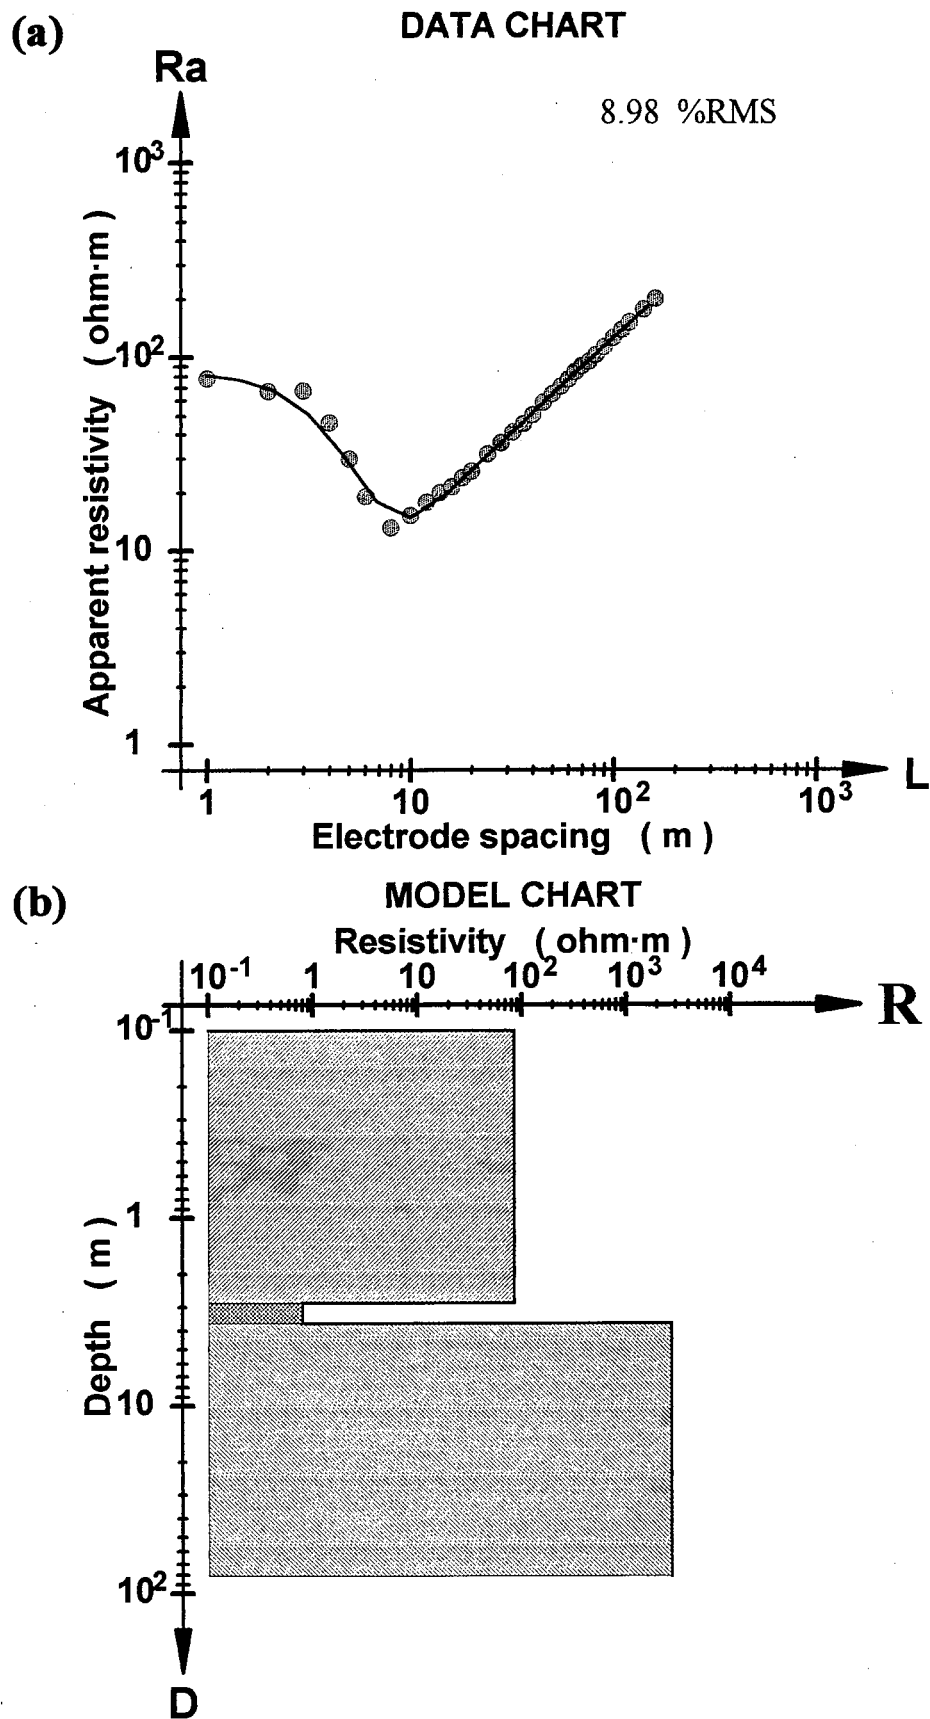 (a)
DATA CHART
Ra
8.98 %RMS
10³
10²
10
1
Apparent resistivity ( ohm·m )
1 10 10² 10³
L
Electrode spacing ( m )
(b)
MODEL CHART
Resistivity ( ohm·m )
10⁻¹ 1 10 10² 10³ 10⁴
R
10⁻¹
1
10
10²
Depth ( m )
D